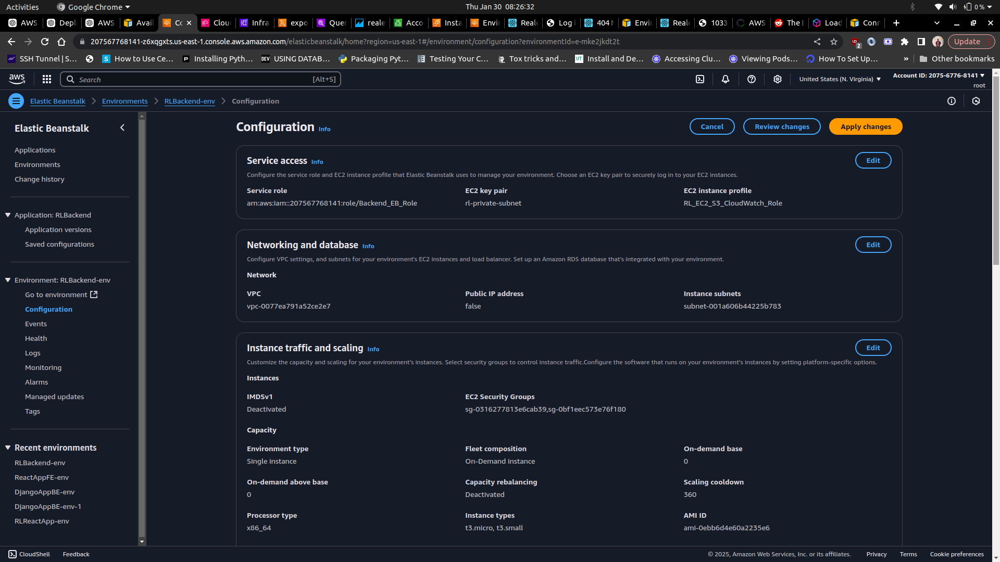 Activities Google Chrome Thu Jan 30 08:26:32 0 %
AWS Depl AWS Avail Co Clou Infra expo Quer reale Acco Insta Envir Reale Log i 404 N Envir Reale 1033 AWS The E Load Conn
207567768141-z6xqgxts.us-east-1.console.aws.amazon.com/elasticbeanstalk/home?region=us-east-1#/environment/configuration?environmentId=e-mke2jkdt2t 2 Update
SSH Tunnel | S... How to Use Ce... Installing Pyth... DEV USING DATAB... Packaging Pyt... Testing Your C... Tox tricks and... UT Install and De... Accessing Clu... Viewing Pods... How To Set Up... » Other bookmarks
aws Search [Alt+S] United States (N. Virginia) Account ID: 2075-6776-8141
root
Elastic Beanstalk Environments RLBackend-env Configuration
Elastic Beanstalk
Applications
Environments
Change history
Application: RLBackend
Application versions
Saved configurations
Environment: RLBackend-env
Go to environment
Configuration
Events
Health
Logs
Monitoring
Alarms
Managed updates
Tags
Recent environments
RLBackend-env
ReactAppFE-env
DjangoAppBE-env
DjangoAppBE-env-1
RLReactApp-env
Configuration Info Cancel Review changes Apply changes
Service access Info Edit
Configure the service role and EC2 instance profile that Elastic Beanstalk uses to manage your environment. Choose an EC2 key pair to securely log in to your EC2 instances.
Service role EC2 key pair EC2 instance profile
arn:aws:iam::207567768141:role/Backend_EB_Role rl-private-subnet RL_EC2_S3_CloudWatch_Role
Networking and database Info Edit
Configure VPC settings, and subnets for your environment's EC2 instances and load balancer. Set up an Amazon RDS database that's integrated with your environment.
Network
VPC Public IP address Instance subnets
vpc-0077ea791a52ce2e7 false subnet-001a606b44225b783
Instance traffic and scaling Info Edit
Customize the capacity and scaling for your environment's instances. Select security groups to control instance traffic.Configure the software that runs on your environment's instances by setting platform-specific options.
Instances
IMDSv1 EC2 Security Groups
Deactivated sg-0316277813e6cab39,sg-0bf1eec573e76f180
Capacity
Environment type Fleet composition On-demand base
Single instance On-Demand instance 0
On-demand above base Capacity rebalancing Scaling cooldown
0 Deactivated 360
Processor type Instance types AMI ID
x86_64 t3.micro, t3.small ami-0ebb6d4e60a2235e6
CloudShell Feedback © 2025, Amazon Web Services, Inc. or its affiliates. Privacy Terms Cookie preferences